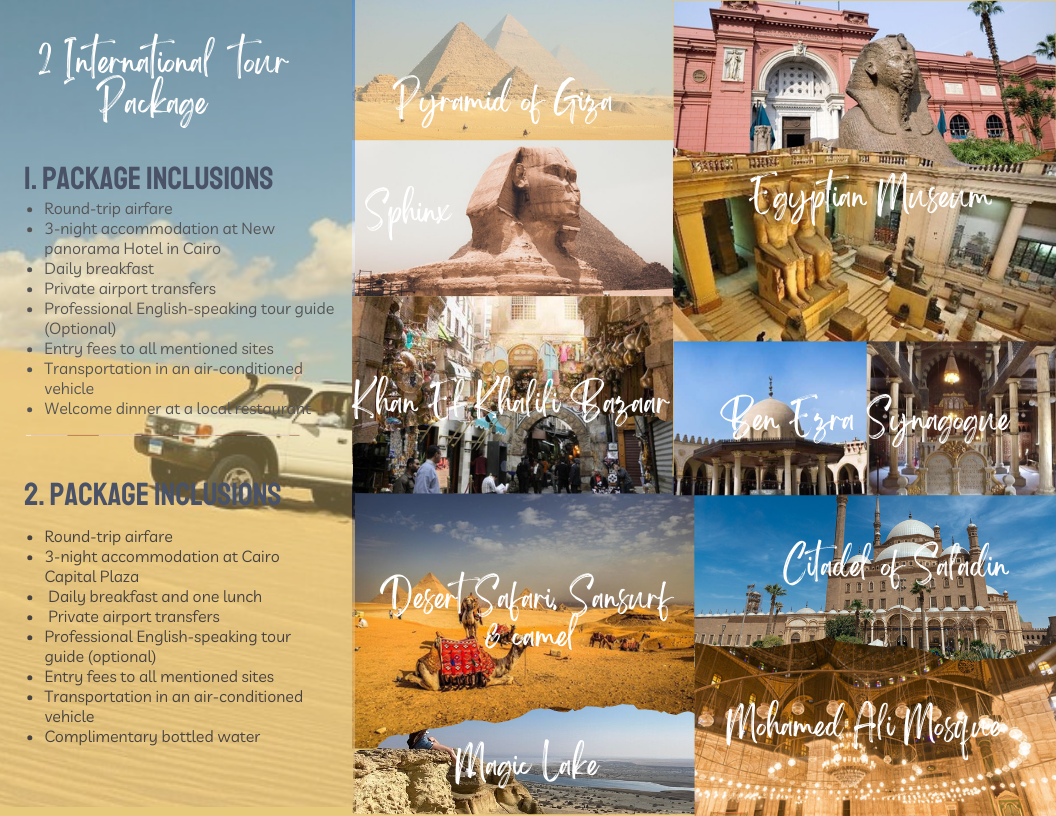 2 International Tour
Package
1. PACKAGE INCLUSIONS
• Round-trip airfare
• 3-night accommodation at New
panorama Hotel in Cairo
• Daily breakfast
• Private airport transfers
• Professional English-speaking tour guide
(Optional)
• Entry fees to all mentioned sites
• Transportation in an air-conditioned
vehicle
• Welcome dinner at a local restaurant
2. PACKAGE INCLUSIONS
• Round-trip airfare
• 3-night accommodation at Cairo
Capital Plaza
• Daily breakfast and one lunch
• Private airport transfers
• Professional English-speaking tour
guide (optional)
• Entry fees to all mentioned sites
• Transportation in an air-conditioned
vehicle
• Complimentary bottled water
Pyramid of Giza
Sphinx
Egyptian Museum
Khan El Khalili Bazaar
Ben Ezra Synagogue
Desert Safari, Sansurf
& camel
Citadel of Saladin
Magic Lake
Mohamed Ali Mosque